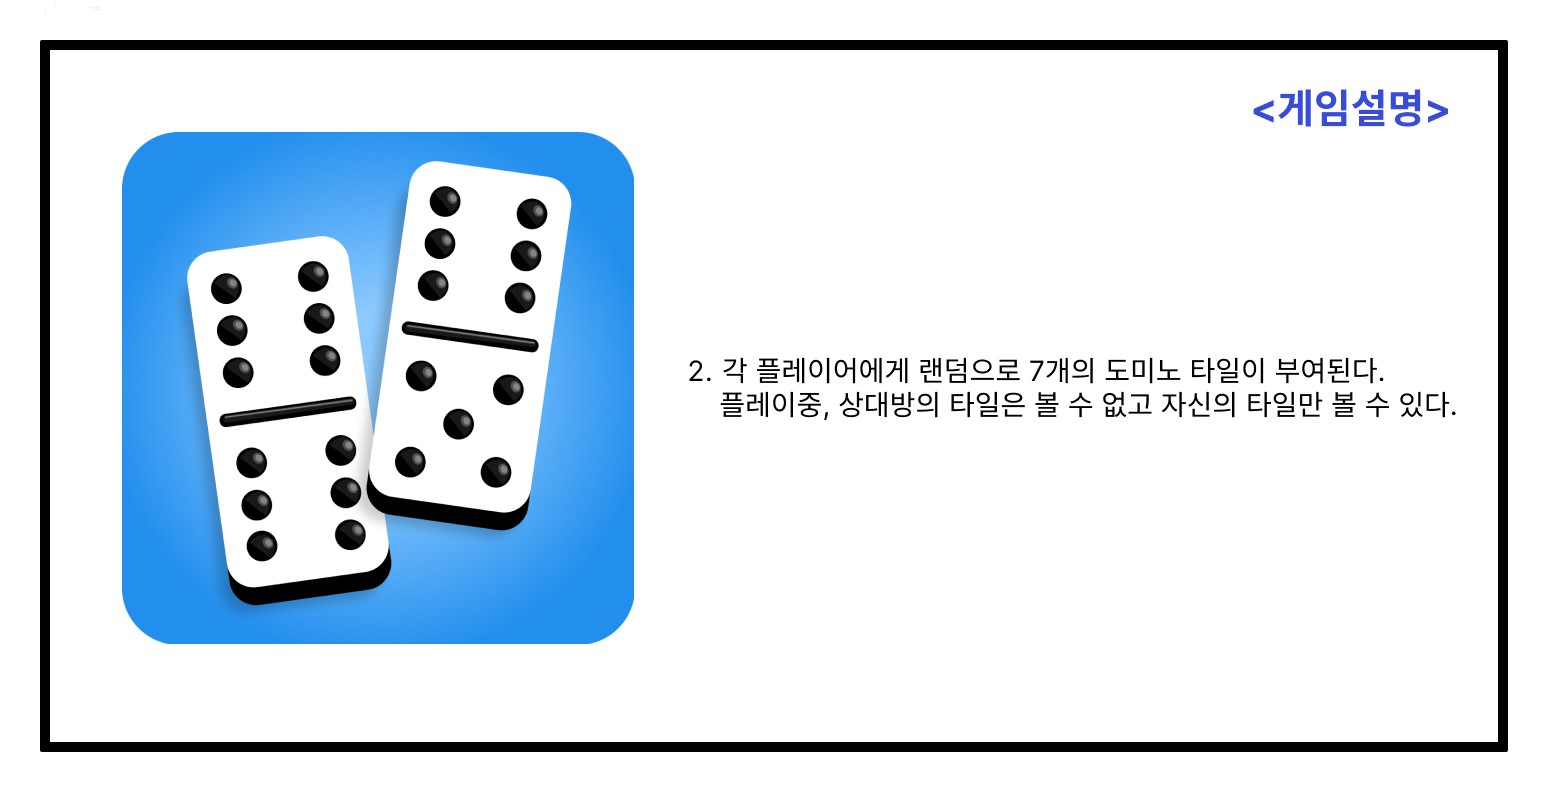 <게임설명>
2. 각 플레이어에게 랜덤으로 7개의 도미노 타일이 부여된다.
플레이중, 상대방의 타일은 볼 수 없고 자신의 타일만 볼 수 있다.